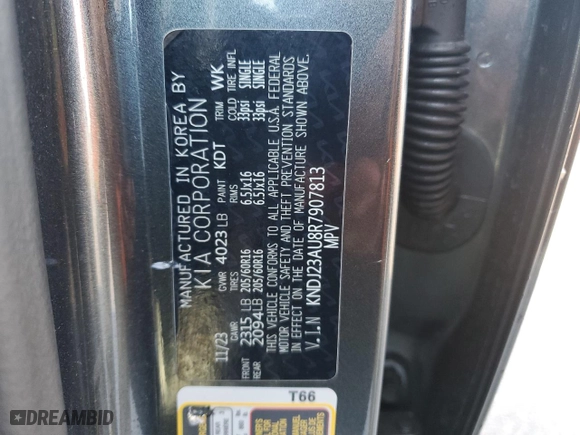 MANUFACTURED IN KOREA BY
KIA CORPORATION
11/23 GVWR 4023 LB PAINT KDT TRIM WK
GAWR TIRES RIMS COLD TIRE INFL
FRONT 2315 LB 205/60R16 6.5Jx16 33psi SINGLE
REAR 2094 LB 205/60R16 6.5Jx16 33psi SINGLE
THIS VEHICLE CONFORMS TO ALL APPLICABLE U.S.A. FEDERAL
MOTOR VEHICLE SAFETY AND THEFT PREVENTION STANDARDS
IN EFFECT ON THE DATE OF MANUFACTURE SHOWN ABOVE.
V.I.N KNDJ23AU8R7907813
MPV
T66
DREAMBID